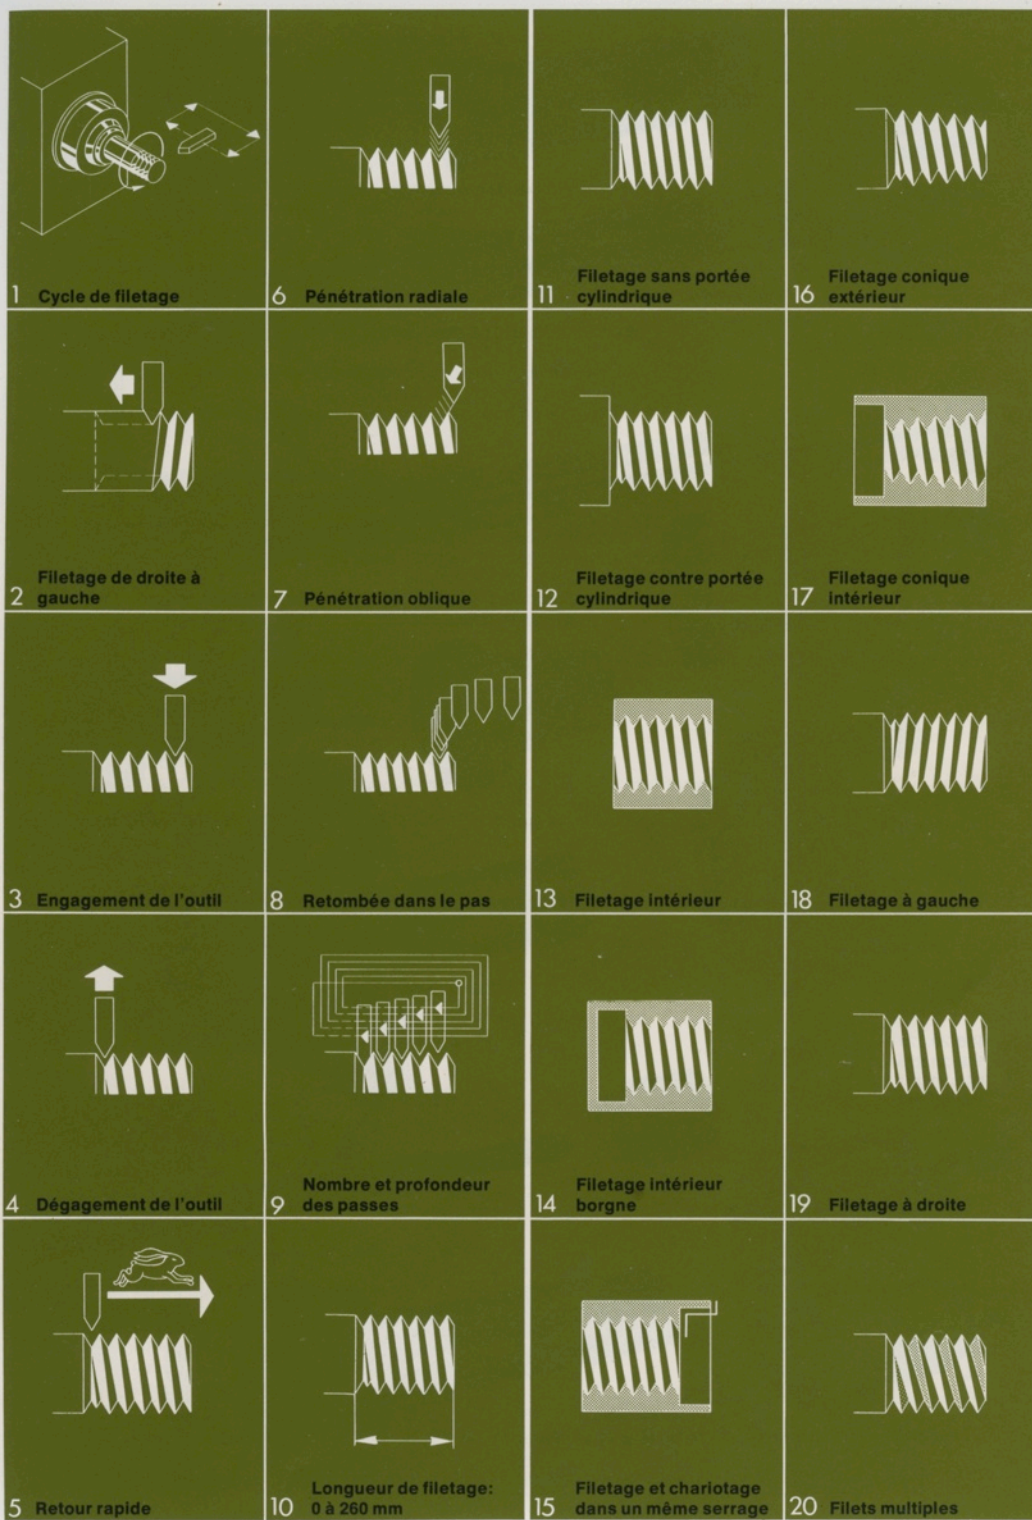 1 Cycle de filetage
2 Filetage de droite à
gauche
3 Engagement de l'outil
4 Dégagement de l'outil
5 Retour rapide
6 Pénétration radiale
7 Pénétration oblique
8 Retombée dans le pas
9 Nombre et profondeur
des passes
10 Longueur de filetage:
0 à 260 mm
11 Filetage sans portée
cylindrique
12 Filetage contre portée
cylindrique
13 Filetage intérieur
14 Filetage intérieur
borgne
15 Filetage et chariotage
dans un même serrage
16 Filetage conique
extérieur
17 Filetage conique
intérieur
18 Filetage à gauche
19 Filetage à droite
20 Filets multiples